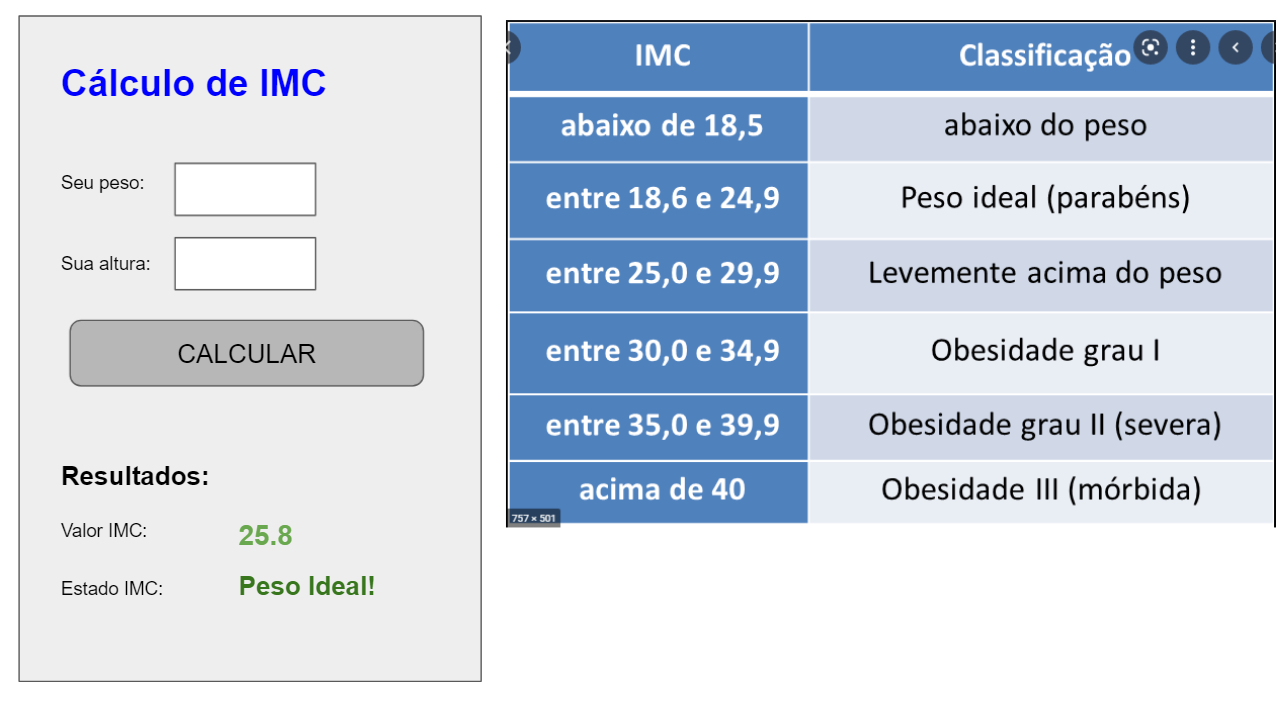 Cálculo de IMC
Seu peso:
Sua altura:
CALCULAR
Resultados:
Valor IMC: 25.8
Estado IMC: Peso Ideal!
IMC Classificação
abaixo de 18,5 abaixo do peso
entre 18,6 e 24,9 Peso ideal (parabéns)
entre 25,0 e 29,9 Levemente acima do peso
entre 30,0 e 34,9 Obesidade grau I
entre 35,0 e 39,9 Obesidade grau II (severa)
acima de 40 Obesidade III (mórbida)
757 × 501